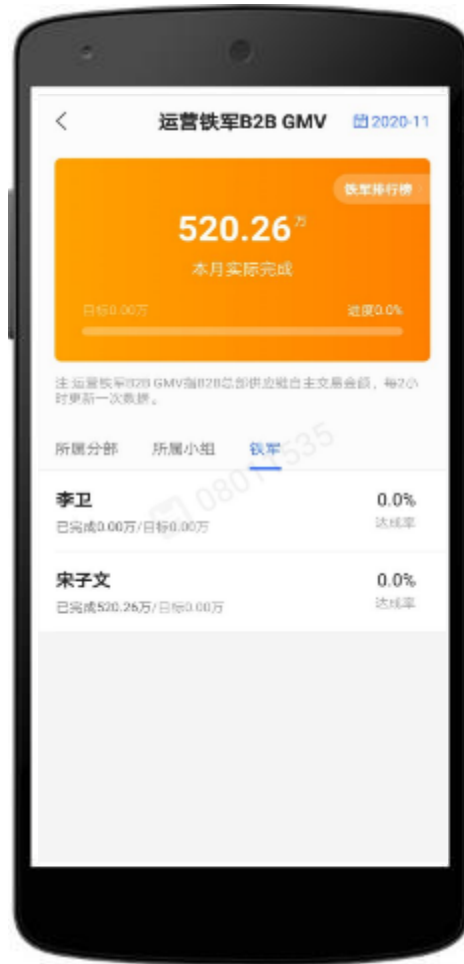 运营铁军B2B GMV
2020-11
铁军排行榜
520.26万
本月实际完成
目标0.00万
进度0.0%
注:运营铁军B2B GMV指B2B总部供应链自主交易金额，每2小
时更新一次数据。
所属分部
所属小组
铁军
08011535
李卫
0.0%
已完成0.00万/目标0.00万
达成率
宋子文
0.0%
已完成520.26万/目标0.00万
达成率